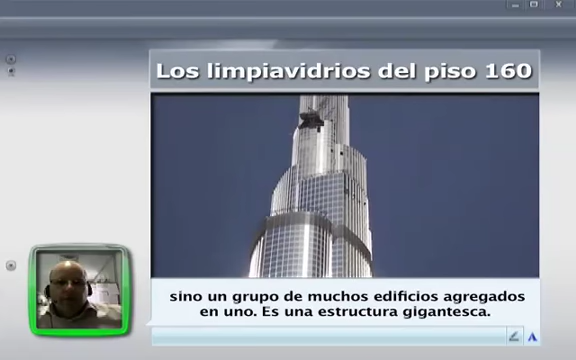 Los limpiavidrios del piso 160
sino un grupo de muchos edificios agregados
en uno. Es una estructura gigantesca.